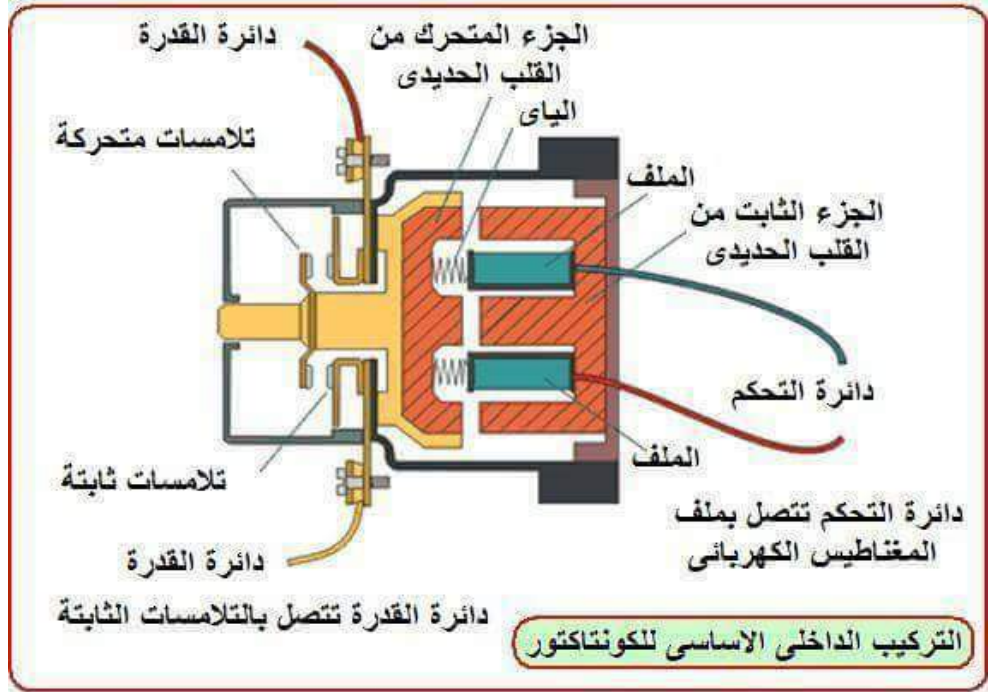 دائرة القدرة
الجزء المتحرك من
القلب الحديدى
الياى
تلامسات متحركة
الملف
الجزء الثابت من
القلب الحديدى
دائرة التحكم
الملف
تلامسات ثابتة
دائرة التحكم تتصل بملف
المغناطيس الكهربائى
دائرة القدرة
دائرة القدرة تتصل بالتلامسات الثابتة
التركيب الداخلى الاساسى للكونتاكتور